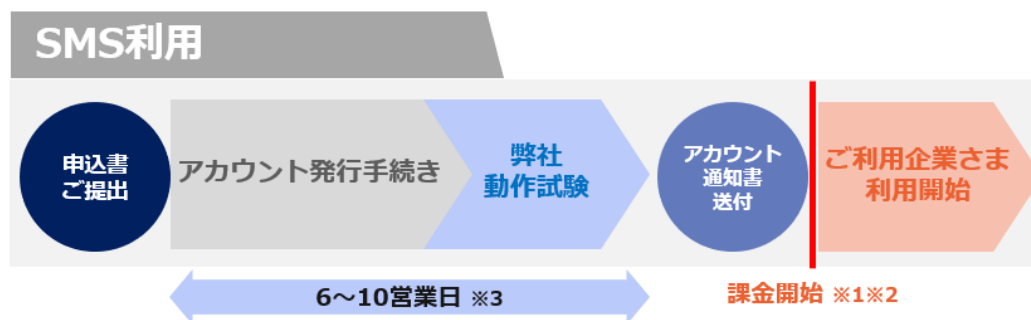 SMS利用
申込書
ご提出
アカウント発行手続き
弊社
動作試験
アカウント
通知書
送付
ご利用企業さま
利用開始
6～10営業日 ※3
課金開始 ※1※2